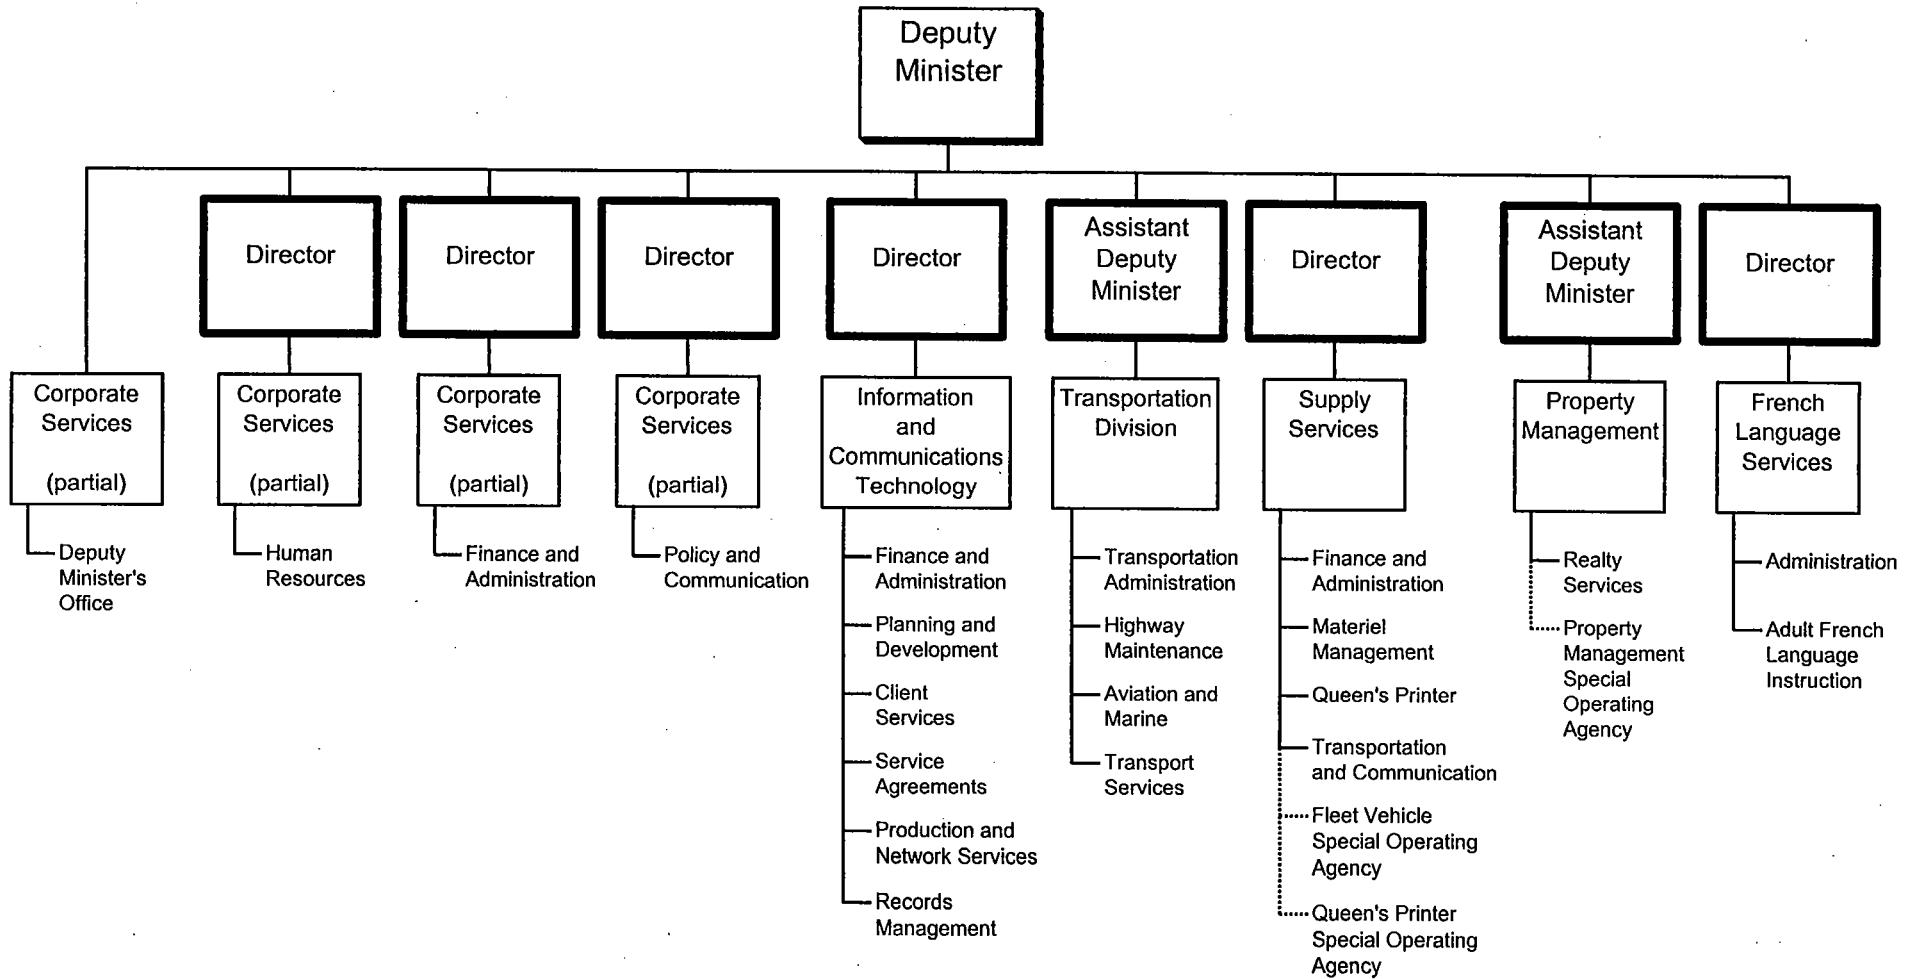 Deputy
Minister
Director
Director
Director
Director
Assistant
Deputy
Minister
Director
Assistant
Deputy
Minister
Director
Corporate
Services
(partial)
Corporate
Services
(partial)
Corporate
Services
(partial)
Corporate
Services
(partial)
Information
and
Communications
Technology
Transportation
Division
Supply
Services
Property
Management
French
Language
Services
Deputy
Minister's
Office
Human
Resources
Finance and
Administration
Policy and
Communication
Finance and
Administration
Planning and
Development
Client
Services
Service
Agreements
Production and
Network Services
Records
Management
Transportation
Administration
Highway
Maintenance
Aviation and
Marine
Transport
Services
Finance and
Administration
Materiel
Management
Queen's Printer
Transportation
and Communication
Fleet Vehicle
Special Operating
Agency
Queen's Printer
Special Operating
Agency
Realty
Services
Property
Management
Special
Operating
Agency
Administration
Adult French
Language
Instruction